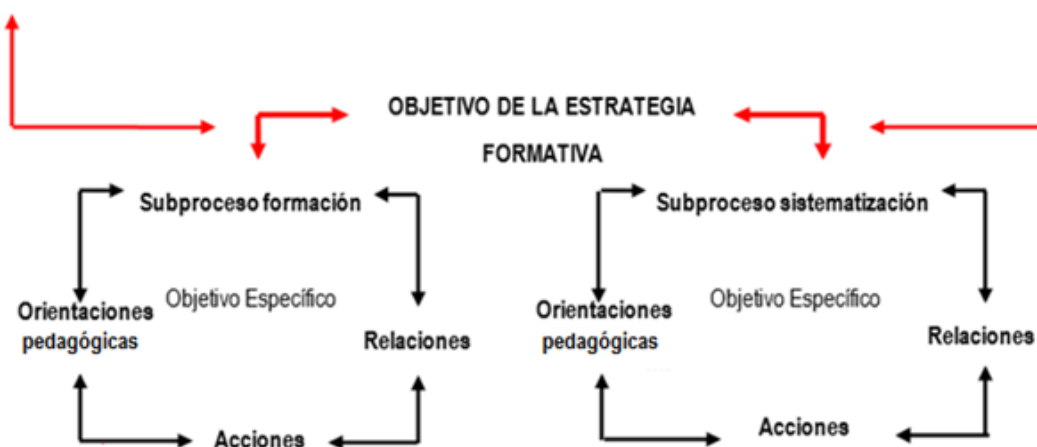 OBJETIVO DE LA ESTRATEGIA
FORMATIVA
Subproceso formación
Objetivo Específico
Orientaciones
pedagógicas
Relaciones
Acciones
Subproceso sistematización
Objetivo Específico
Orientaciones
pedagógicas
Relaciones
Acciones